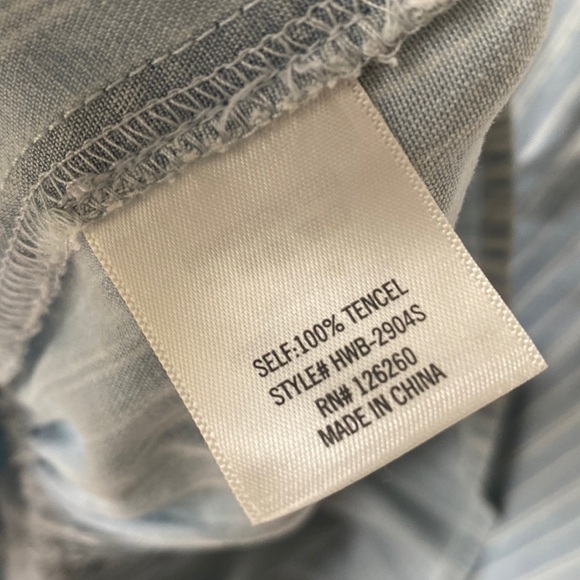 SELF:100% TENCEL
STYLE# HWB-2904S
RN# 126260
MADE IN CHINA